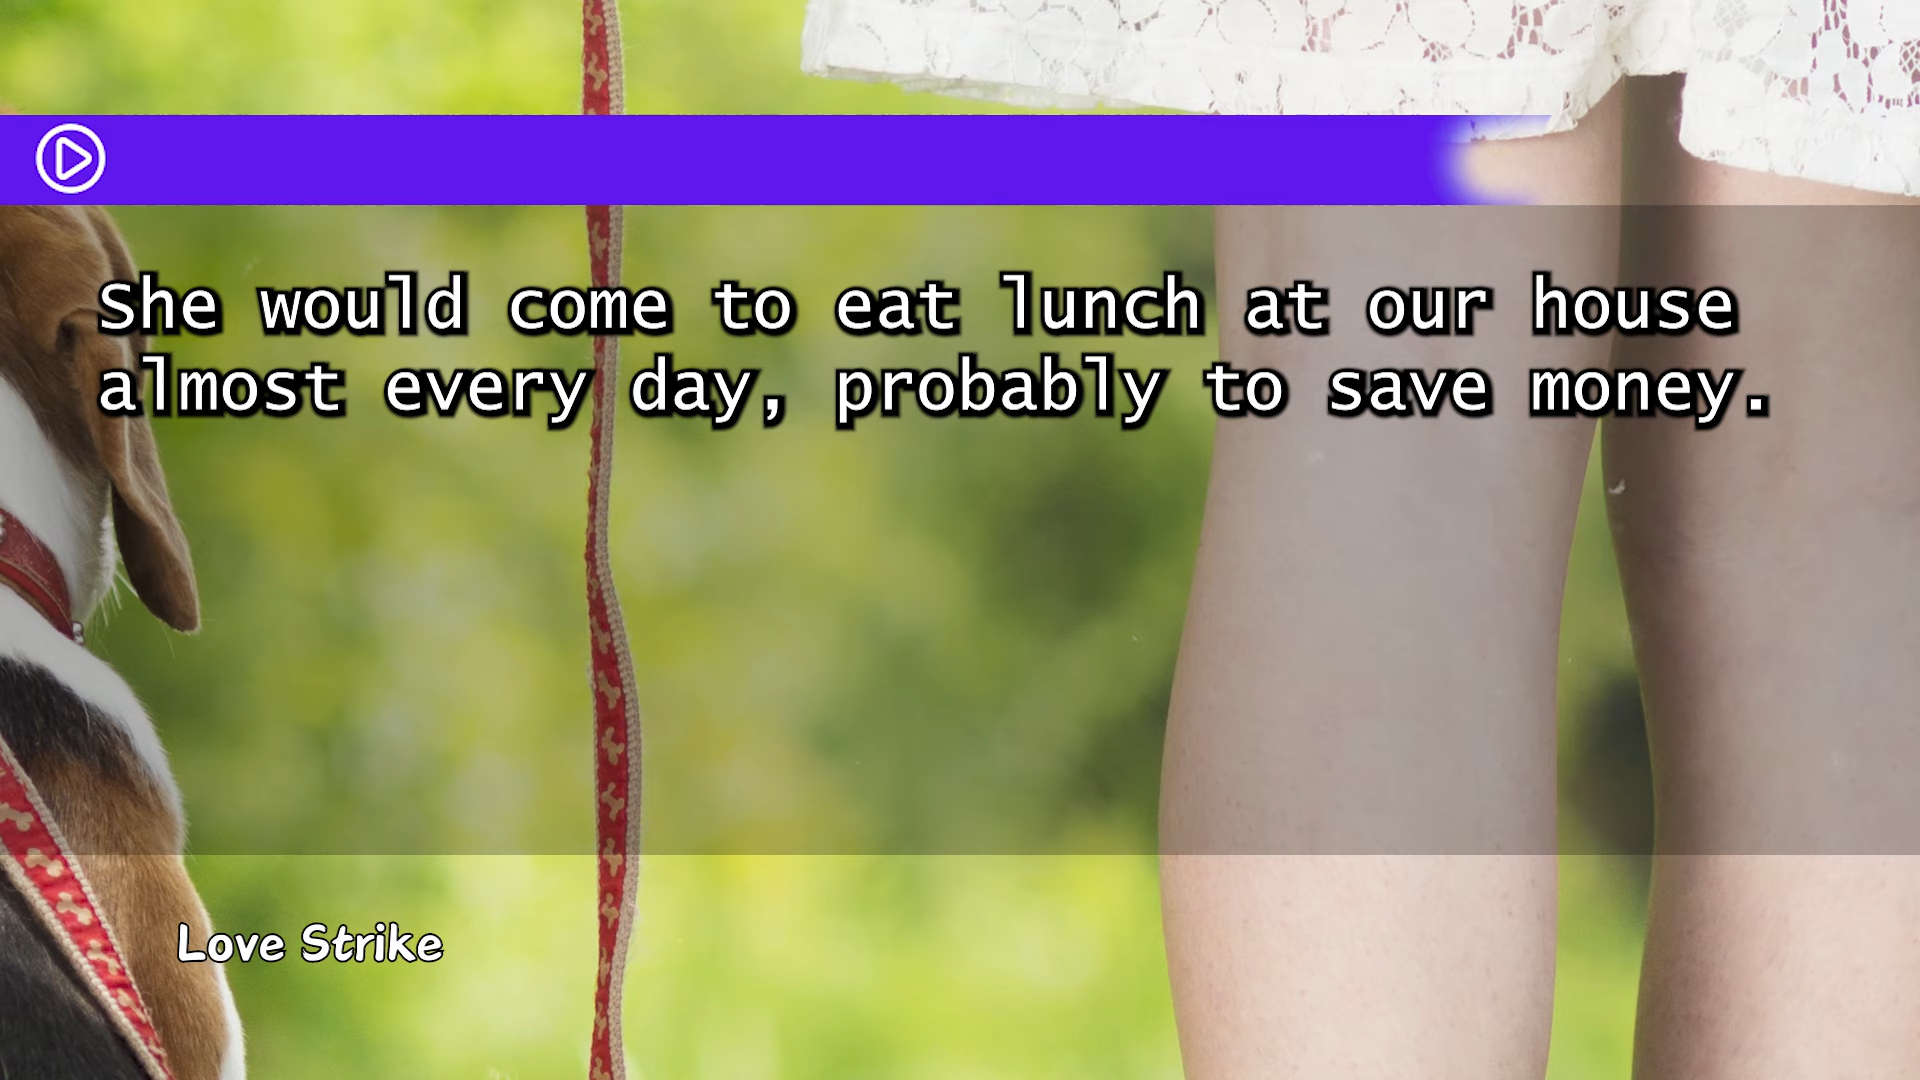 She would come to eat lunch at our house
almost every day, probably to save money.
Love Strike